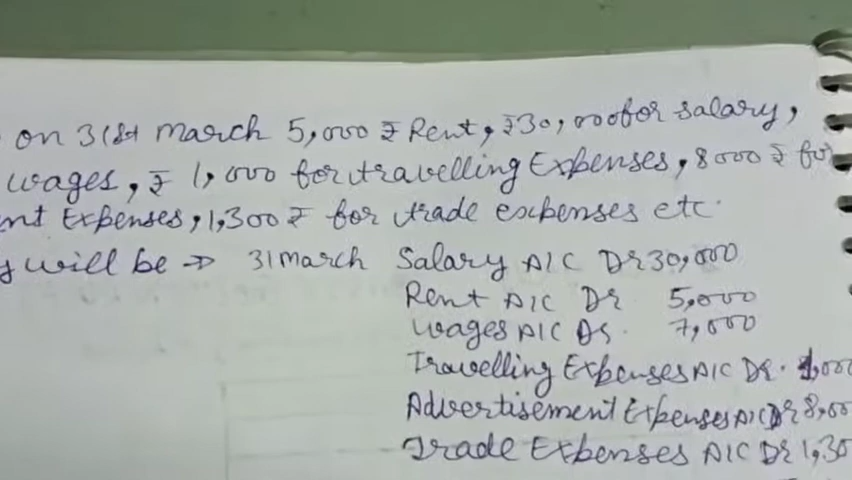 on 31st march 5,000 ₹ Rent, ₹30,000 for salary,
wages, ₹ 1,000 for travelling Expenses, 8000 ₹ for
nt Expenses, 1,300 ₹ for trade expenses etc.
y will be ⇒ 31 march Salary A/C Dr 30,000
Rent A/C Dr 5,000
wages A/C Dr. 7,000
Travelling Expenses A/C Dr. 1,000
Advertisement Expenses A/C Dr 8,00
Trade Expenses A/C Dr 1,30